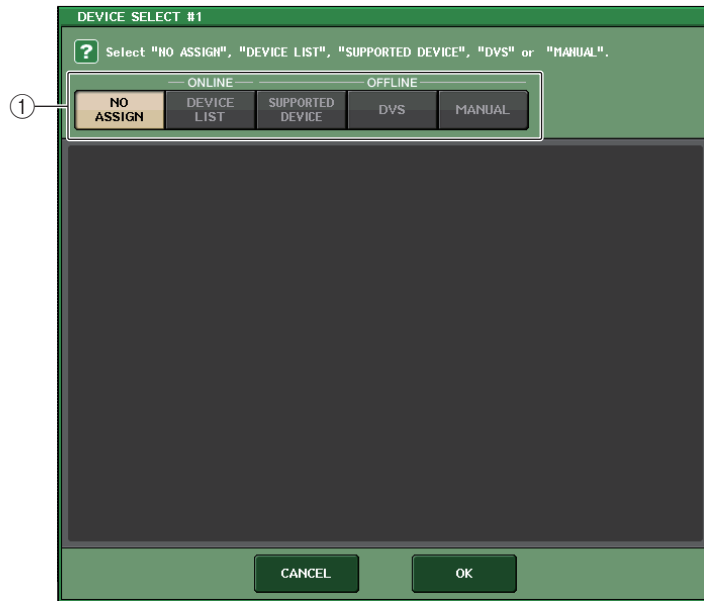 DEVICE SELECT #1
? Select "NO ASSIGN", "DEVICE LIST", "SUPPORTED DEVICE", "DVS" or "MANUAL".
ONLINE OFFLINE
①
NO ASSIGN
DEVICE LIST
SUPPORTED DEVICE
DVS
MANUAL
CANCEL
OK